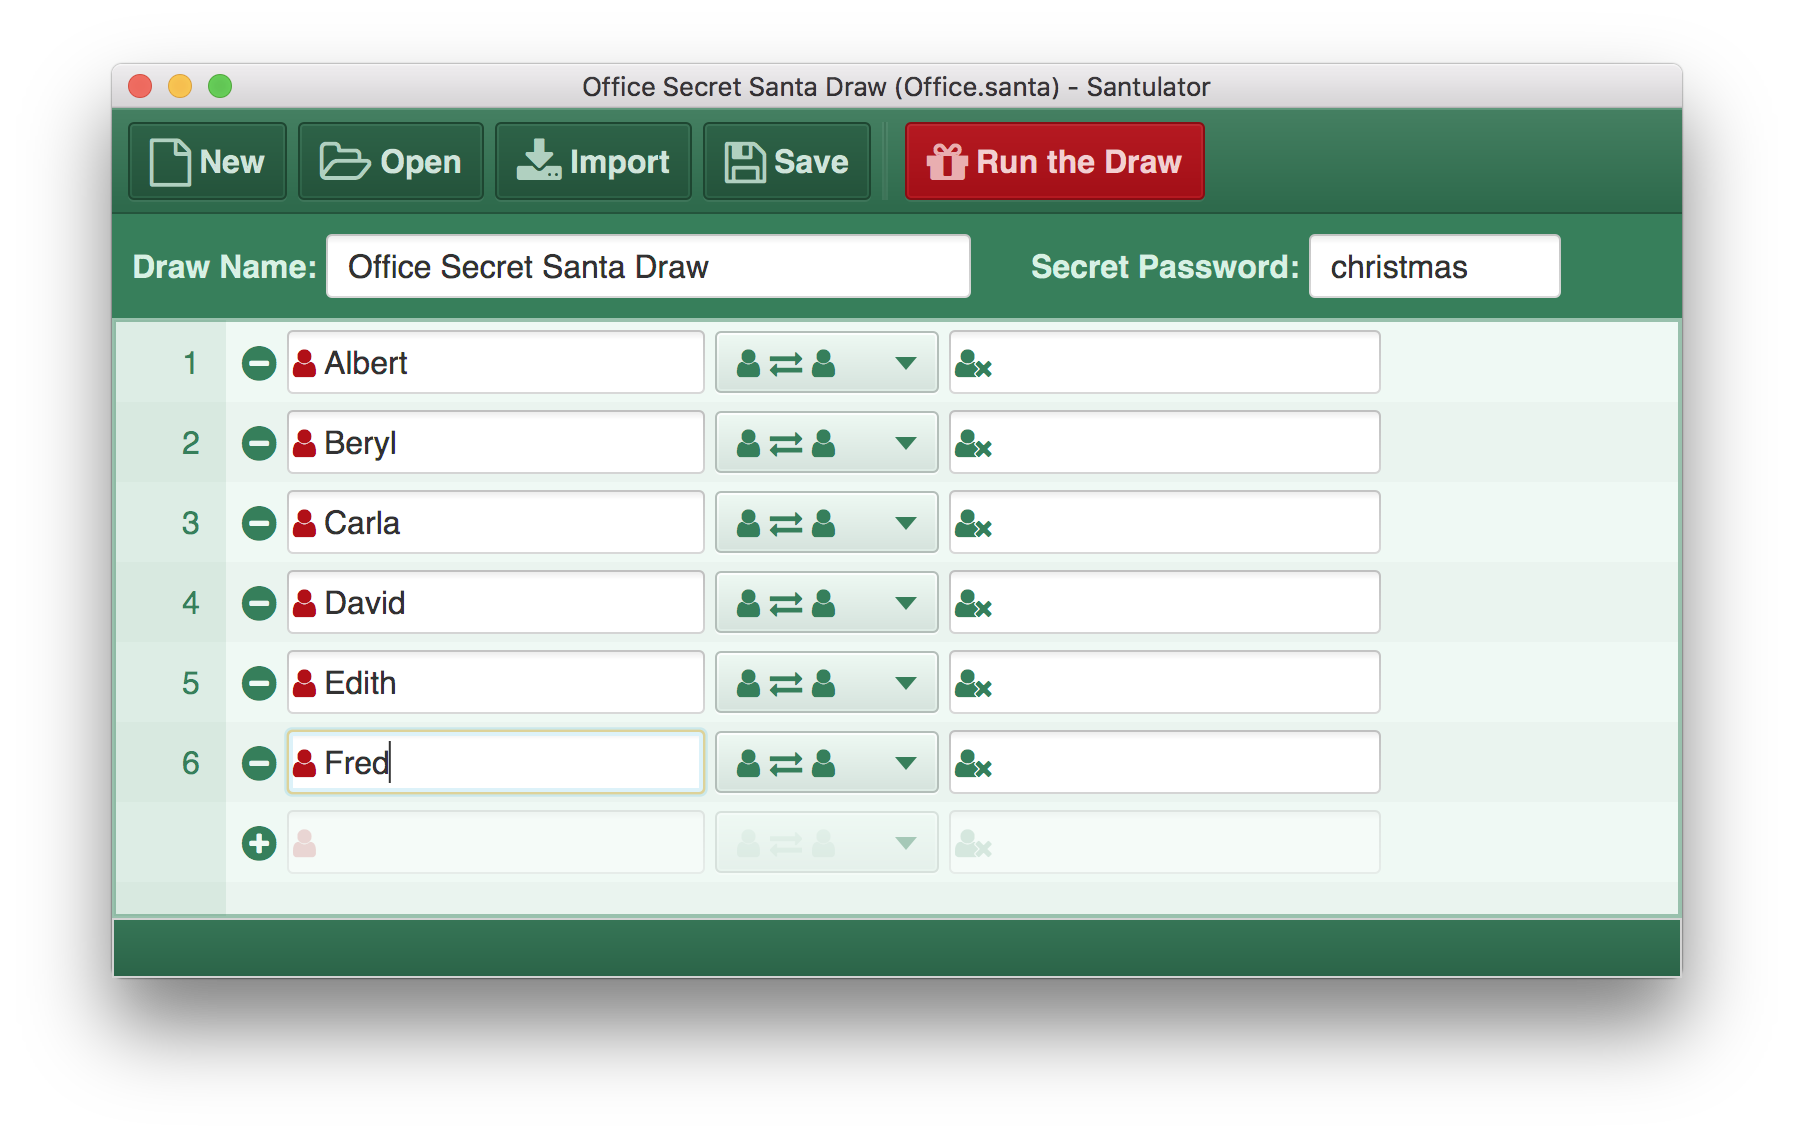 Office Secret Santa Draw (Office.santa) - Santulator
New Open Import Save Run the Draw
Draw Name: Office Secret Santa Draw Secret Password: christmas
1 Albert
2 Beryl
3 Carla
4 David
5 Edith
6 Fred